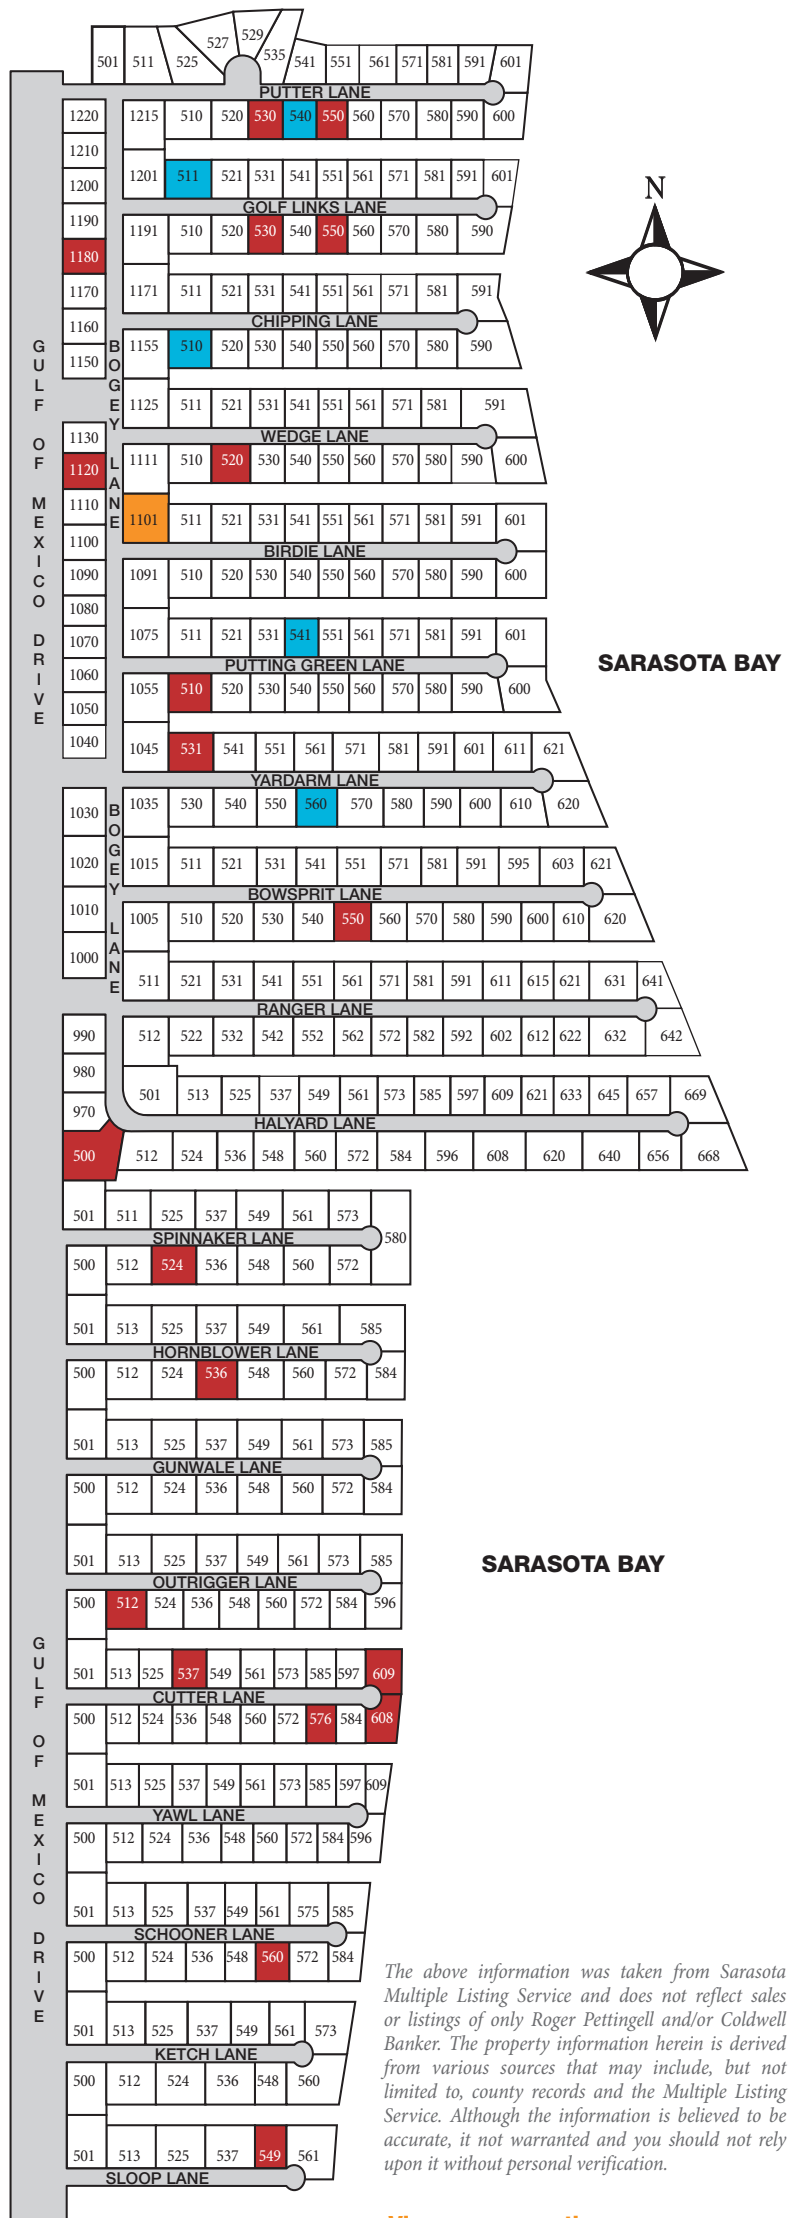 527 529
501 511 525 535 541 551 561 571 581 591 601
PUTTER LANE
1220 1215 510 520 530 540 550 560 570 580 590 600
1210
1200 1201 511 521 531 541 551 561 571 581 591 601
GOLF LINKS LANE
1190 1191 510 520 530 540 550 560 570 580 590
1180
1170 1171 511 521 531 541 551 561 571 581 591
CHIPPING LANE
1160
1150 1155 510 520 530 540 550 560 570 580 590
1125 511 521 531 541 551 561 571 581 591
WEDGE LANE
1130
1120 1111 510 520 530 540 550 560 570 580 590 600
1110
1101 511 521 531 541 551 561 571 581 591 601
BIRDIE LANE
1100
1090 1091 510 520 530 540 550 560 570 580 590 600
1080
1070 1075 511 521 531 541 551 561 571 581 591 601
PUTTING GREEN LANE
1060 1055 510 520 530 540 550 560 570 580 590 600
1050
1040 1045 531 541 551 561 571 581 591 601 611 621
YARDARM LANE
1030 1035 530 540 550 560 570 580 590 600 610 620
1020 1015 511 521 531 541 551 571 581 591 595 603 621
BOWSPRIT LANE
1010 1005 510 520 530 540 550 560 570 580 590 600 610 620
1000
511 521 531 541 551 561 571 581 591 611 615 621 631 641
RANGER LANE
990 512 522 532 542 552 562 572 582 592 602 612 622 632 642
980
970 501 513 525 537 549 561 573 585 597 609 621 633 645 657 669
HALYARD LANE
500 512 524 536 548 560 572 584 596 608 620 640 656 668
BOGEY LANE
BOGEY LANE
GULF OF MEXICO DRIVE
N
SARASOTA BAY
501 511 525 537 549 561 573 580
SPINNAKER LANE
500 512 524 536 548 560 572
501 513 525 537 549 561 585
HORNBLOWER LANE
500 512 524 536 548 560 572 584
501 513 525 537 549 561 573 585
GUNWALE LANE
500 512 524 536 548 560 572 584
501 513 525 537 549 561 573 585
OUTRIGGER LANE
500 512 524 536 548 560 572 584 596
501 513 525 537 549 561 573 585 597 609
CUTTER LANE
500 512 524 536 548 560 572 576 584 608
501 513 525 537 549 561 573 585 597 609
YAWL LANE
500 512 524 536 548 560 572 584 596
501 513 525 537 549 561 575 585
SCHOONER LANE
500 512 524 536 548 560 572 584
501 513 525 537 549 561 573
KETCH LANE
500 512 524 536 548 560
501 513 525 537 549 561
SLOOP LANE
GULF OF MEXICO DRIVE
SARASOTA BAY
The above information was taken from Sarasota
Multiple Listing Service and does not reflect sales
or listings of only Roger Pettingell and/or Coldwell
Banker. The property information herein is derived
from various sources that may include, but not
limited to, county records and the Multiple Listing
Service. Although the information is believed to be
accurate, it not warranted and you should not rely
upon it without personal verification.